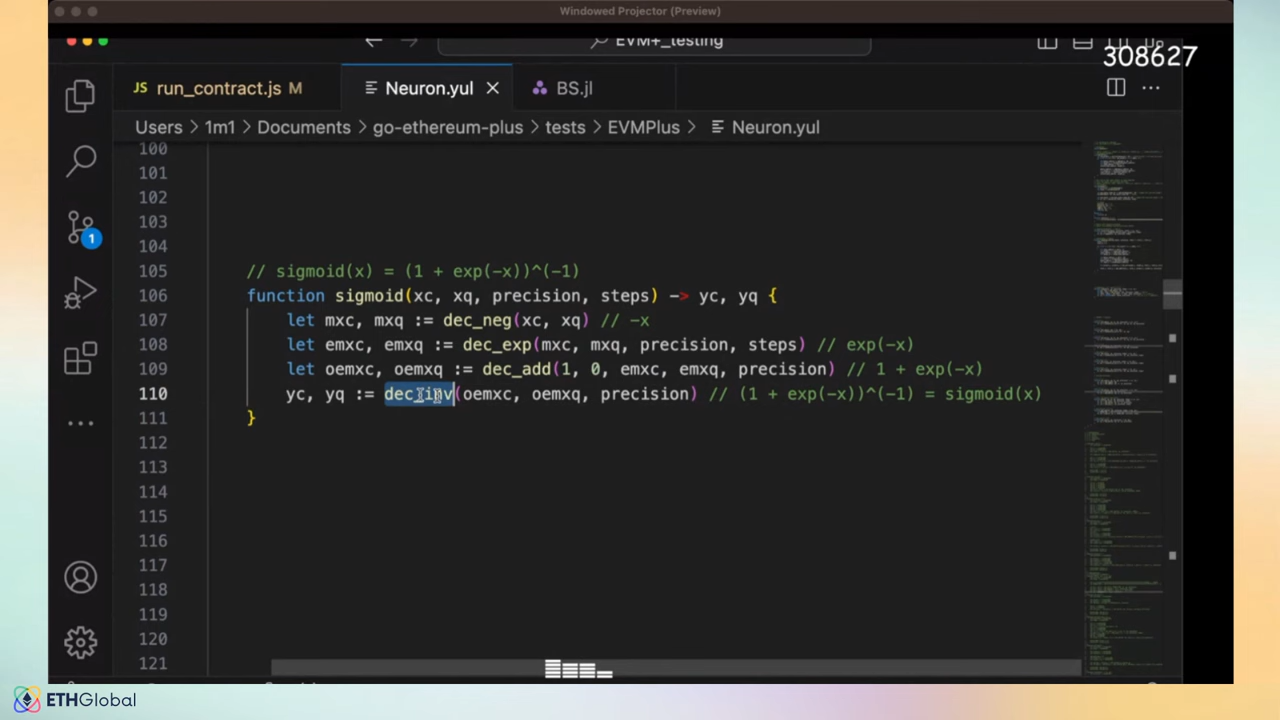 Windowed Projector (Preview)
EVM+_testing
308627
JS run_contract.js M
Neuron.yul
BS.jl
Users > 1m1 > Documents > go-ethereum-plus > tests > EVMPlus > Neuron.yul
100
101
102
103
104
105 // sigmoid(x) = (1 + exp(-x))^(-1)
106 function sigmoid(xc, xq, precision, steps) -> yc, yq {
107 let mxc, mxq := dec_neg(xc, xq) // -x
108 let emxc, emxq := dec_exp(mxc, mxq, precision, steps) // exp(-x)
109 let oemxc, oemxq := dec_add(1, 0, emxc, emxq, precision) // 1 + exp(-x)
110 yc, yq := dec_inv(oemxc, oemxq, precision) // (1 + exp(-x))^(-1) = sigmoid(x)
111 }
112
113
114
115
116
117
118
119
120
121
1
ETHGlobal